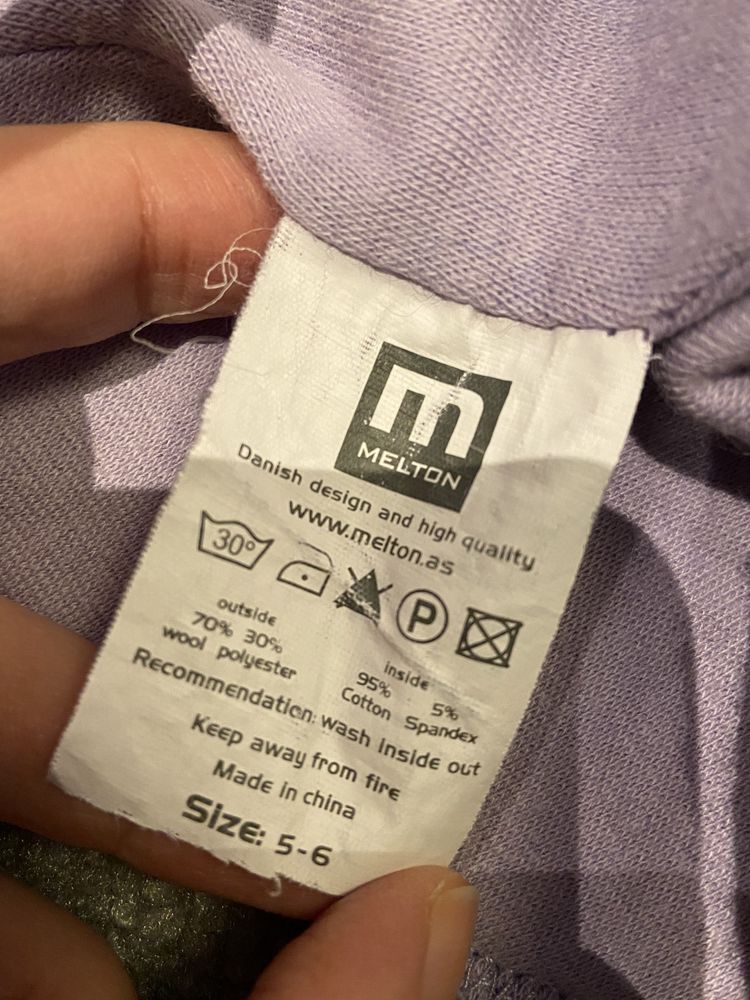 m
MELTON
Danish design and high quality
www.melton.as
30° P
outside
70% 30%
wool polyester
inside
95% 5%
Cotton Spandex
Recommendation: wash inside out
Keep away from fire
Made in china
Size: 5-6